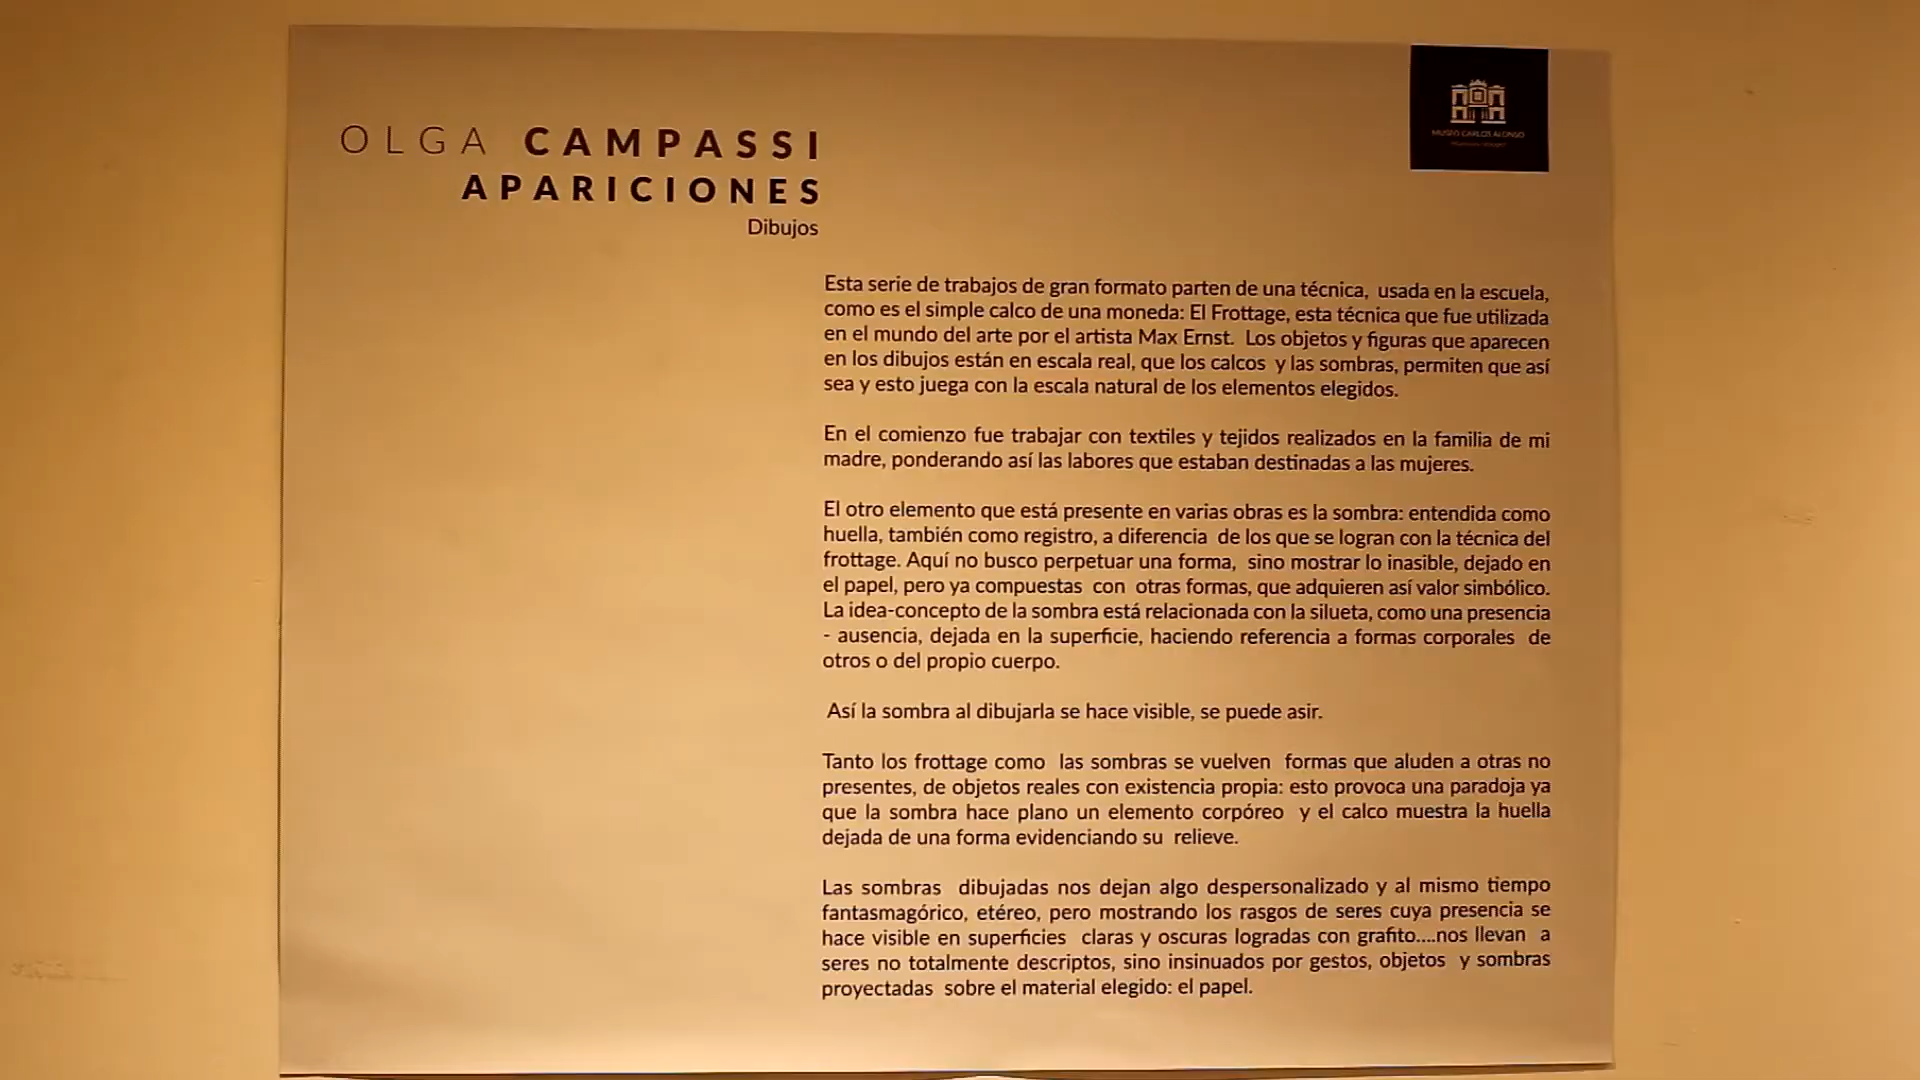 OLGA CAMPASSI
APARICIONES
Dibujos
MUSEO CARLOS ALONSO
Esta serie de trabajos de gran formato parten de una técnica, usada en la escuela,
como es el simple calco de una moneda: El Frottage, esta técnica que fue utilizada
en el mundo del arte por el artista Max Ernst. Los objetos y figuras que aparecen
en los dibujos están en escala real, que los calcos y las sombras, permiten que así
sea y esto juega con la escala natural de los elementos elegidos.
En el comienzo fue trabajar con textiles y tejidos realizados en la familia de mi
madre, ponderando así las labores que estaban destinadas a las mujeres.
El otro elemento que está presente en varias obras es la sombra: entendida como
huella, también como registro, a diferencia de los que se logran con la técnica del
frottage. Aquí no busco perpetuar una forma, sino mostrar lo inasible, dejado en
el papel, pero ya compuestas con otras formas, que adquieren así valor simbólico.
La idea-concepto de la sombra está relacionada con la silueta, como una presencia
- ausencia, dejada en la superficie, haciendo referencia a formas corporales de
otros o del propio cuerpo.
Así la sombra al dibujarla se hace visible, se puede asir.
Tanto los frottage como las sombras se vuelven formas que aluden a otras no
presentes, de objetos reales con existencia propia: esto provoca una paradoja ya
que la sombra hace plano un elemento corpóreo y el calco muestra la huella
dejada de una forma evidenciando su relieve.
Las sombras dibujadas nos dejan algo despersonalizado y al mismo tiempo
fantasmagórico, etéreo, pero mostrando los rasgos de seres cuya presencia se
hace visible en superficies claras y oscuras logradas con grafito....nos llevan a
seres no totalmente descriptos, sino insinuados por gestos, objetos y sombras
proyectadas sobre el material elegido: el papel.